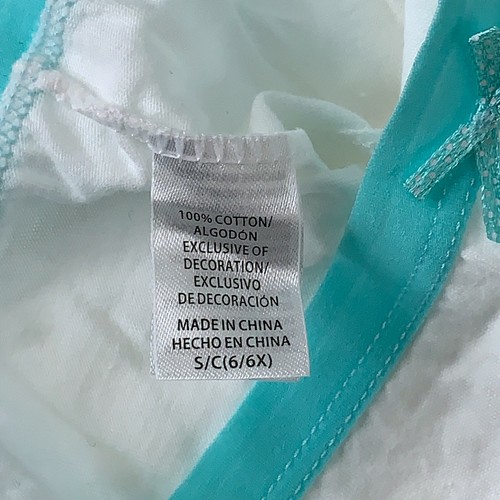 100% COTTON/
ALGODÓN
EXCLUSIVE OF
DECORATION/
EXCLUSIVO
DE DECORACIÓN
MADE IN CHINA
HECHO EN CHINA
S/C(6/6X)